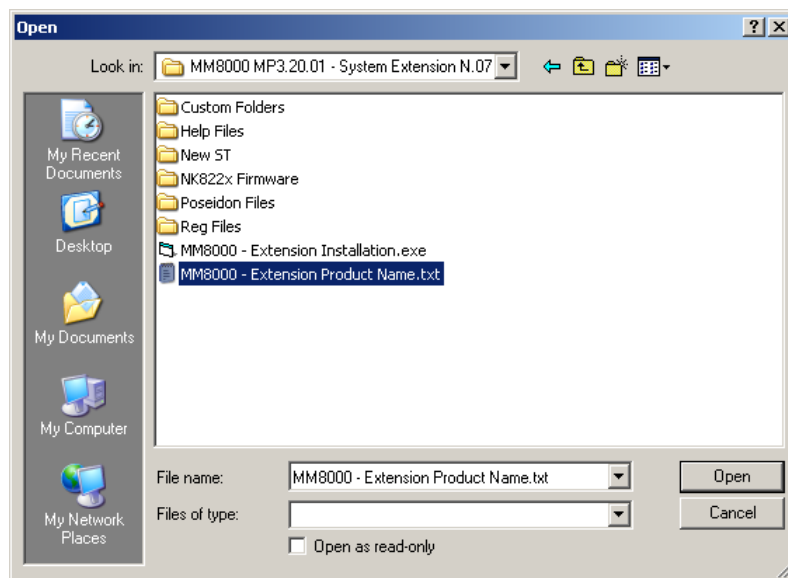 Open
Look in:
MM8000 MP3.20.01 - System Extension N.07
My Recent
Documents
Desktop
My Documents
My Computer
My Network
Places
Custom Folders
Help Files
New ST
NK822x Firmware
Poseidon Files
Reg Files
MM8000 - Extension Installation.exe
MM8000 - Extension Product Name.txt
File name:
MM8000 - Extension Product Name.txt
Open
Files of type:
Cancel
Open as read-only